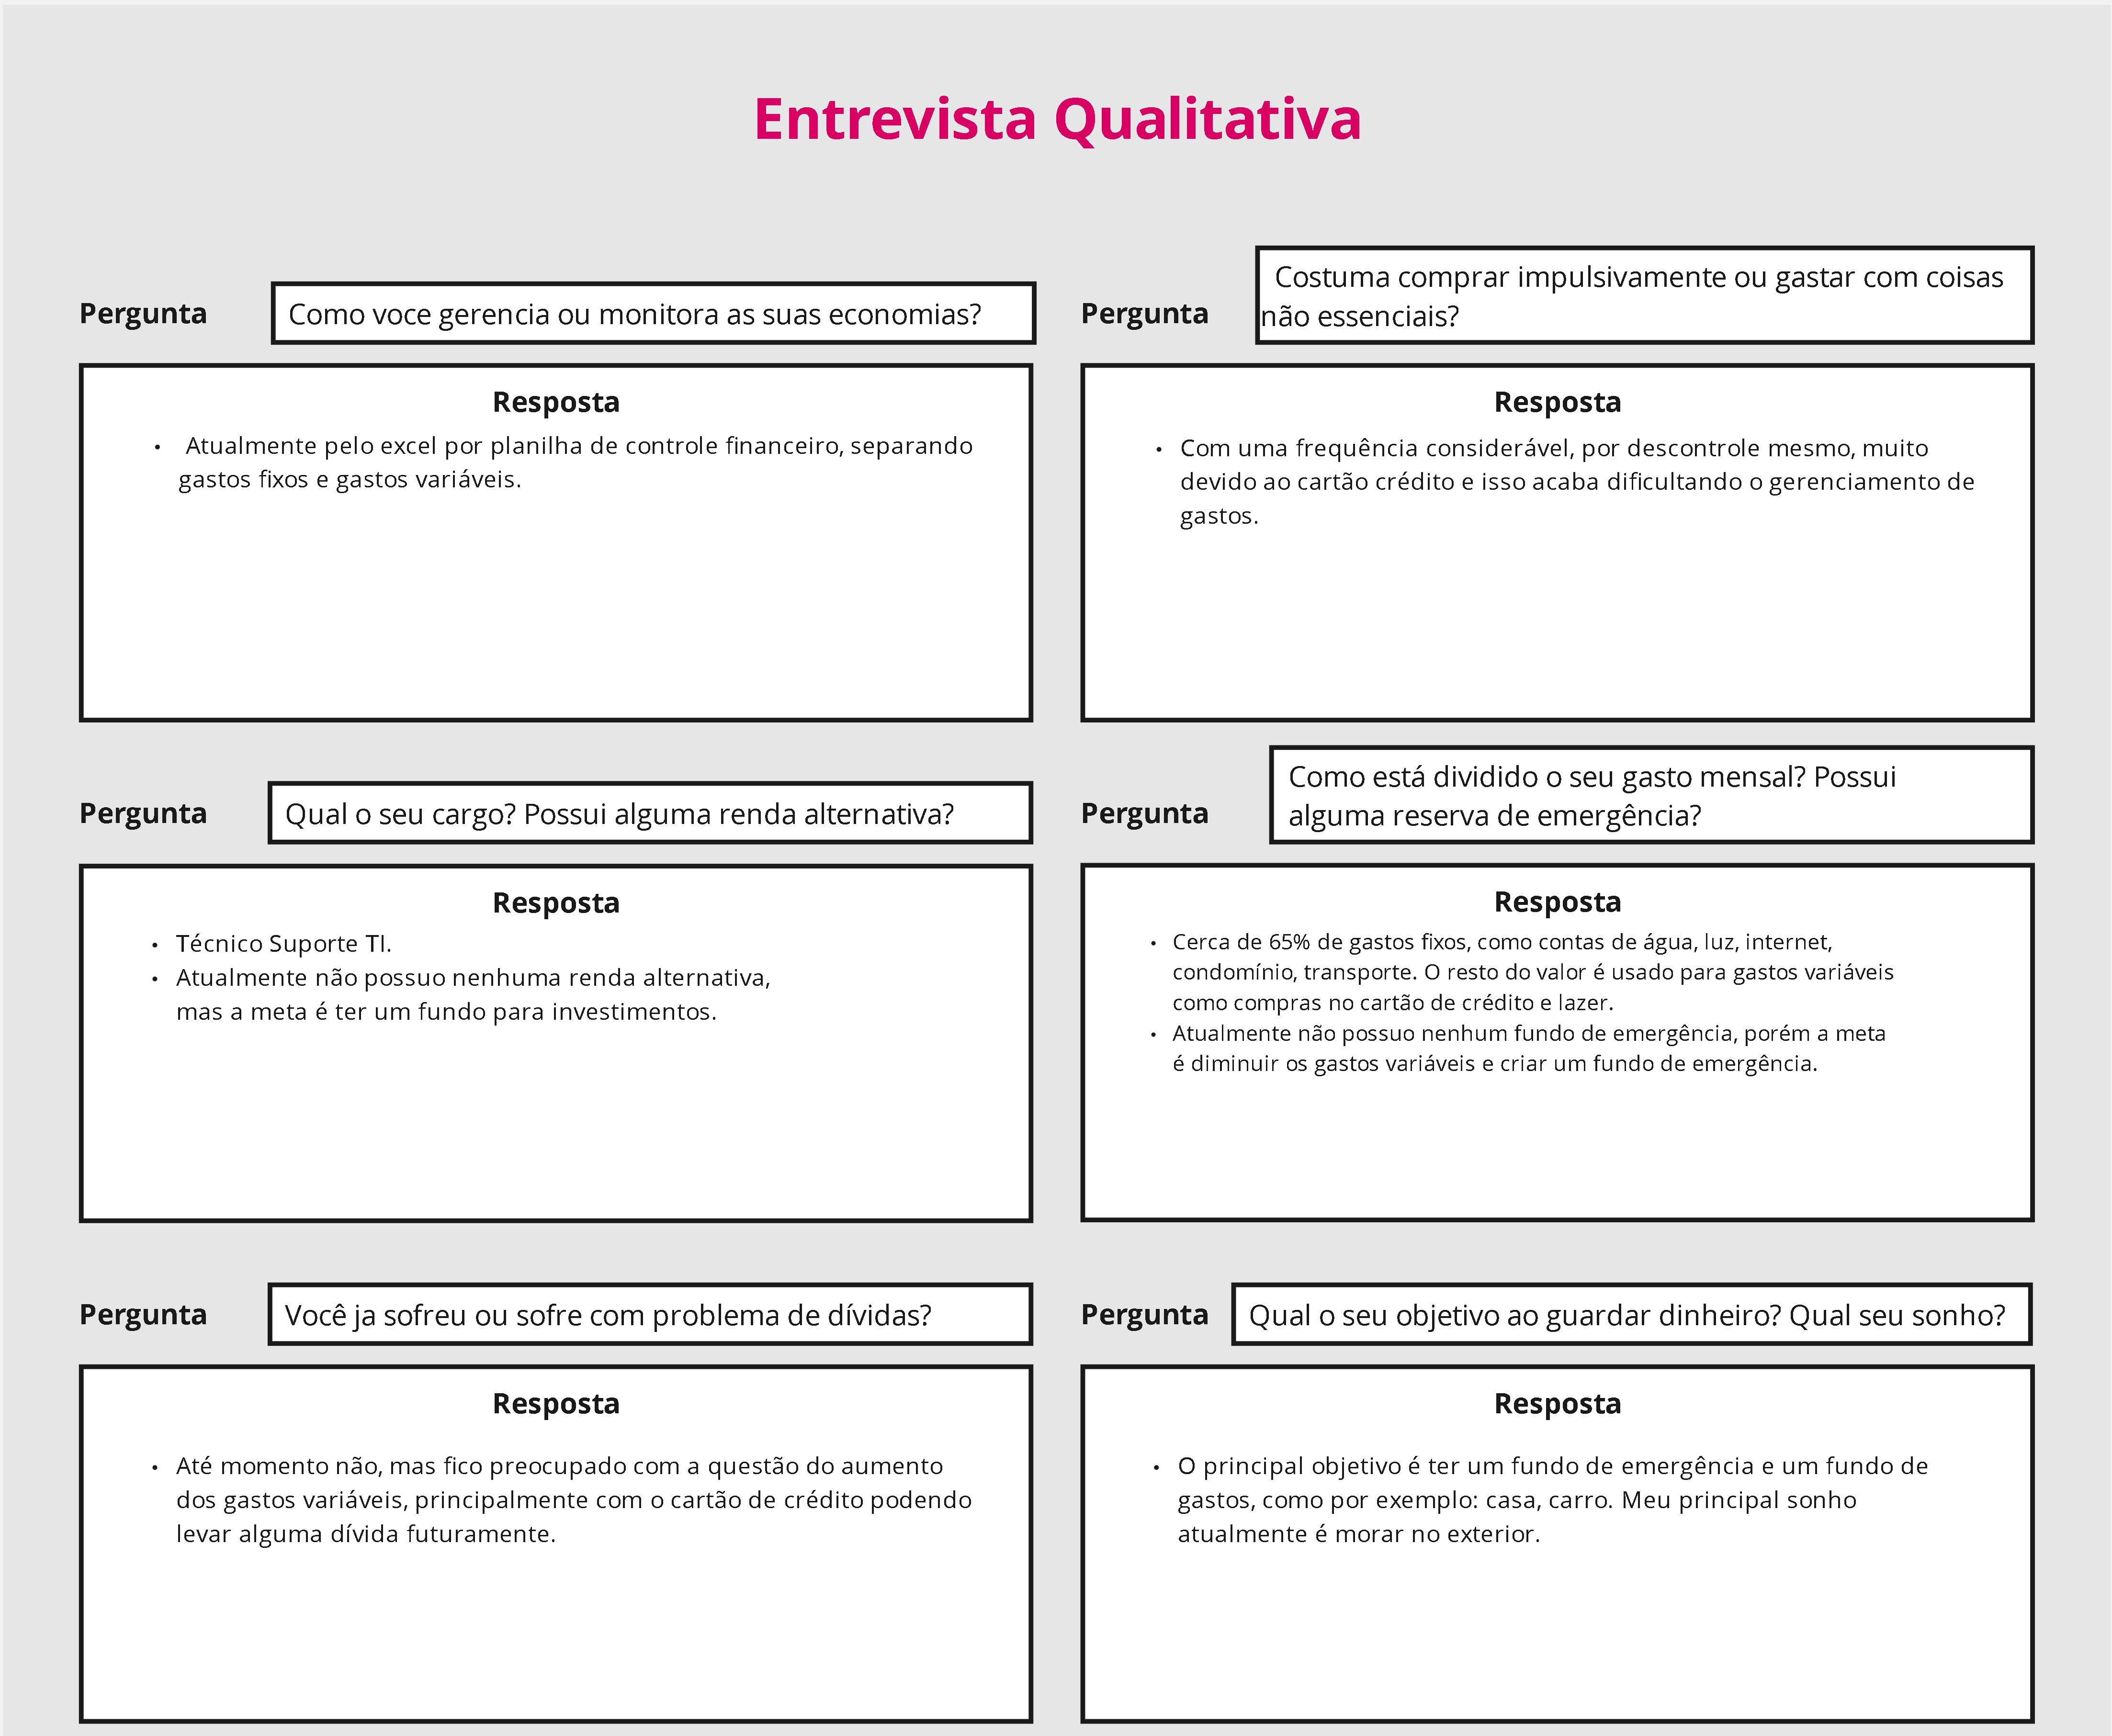 Entrevista Qualitativa
Pergunta
Como voce gerencia ou monitora as suas economias?
Resposta
• Atualmente pelo excel por planilha de controle financeiro, separando
gastos fixos e gastos variáveis.
Pergunta
Costuma comprar impulsivamente ou gastar com coisas
não essenciais?
Resposta
• Com uma frequência considerável, por descontrole mesmo, muito
devido ao cartão crédito e isso acaba dificultando o gerenciamento de
gastos.
Pergunta
Qual o seu cargo? Possui alguma renda alternativa?
Resposta
• Técnico Suporte TI.
• Atualmente não possuo nenhuma renda alternativa,
mas a meta é ter um fundo para investimentos.
Pergunta
Como está dividido o seu gasto mensal? Possui
alguma reserva de emergência?
Resposta
• Cerca de 65% de gastos fixos, como contas de água, luz, internet,
condomínio, transporte. O resto do valor é usado para gastos variáveis
como compras no cartão de crédito e lazer.
• Atualmente não possuo nenhum fundo de emergência, porém a meta
é diminuir os gastos variáveis e criar um fundo de emergência.
Pergunta
Você ja sofreu ou sofre com problema de dívidas?
Resposta
• Até momento não, mas fico preocupado com a questão do aumento
dos gastos variáveis, principalmente com o cartão de crédito podendo
levar alguma dívida futuramente.
Pergunta
Qual o seu objetivo ao guardar dinheiro? Qual seu sonho?
Resposta
• O principal objetivo é ter um fundo de emergência e um fundo de
gastos, como por exemplo: casa, carro. Meu principal sonho
atualmente é morar no exterior.